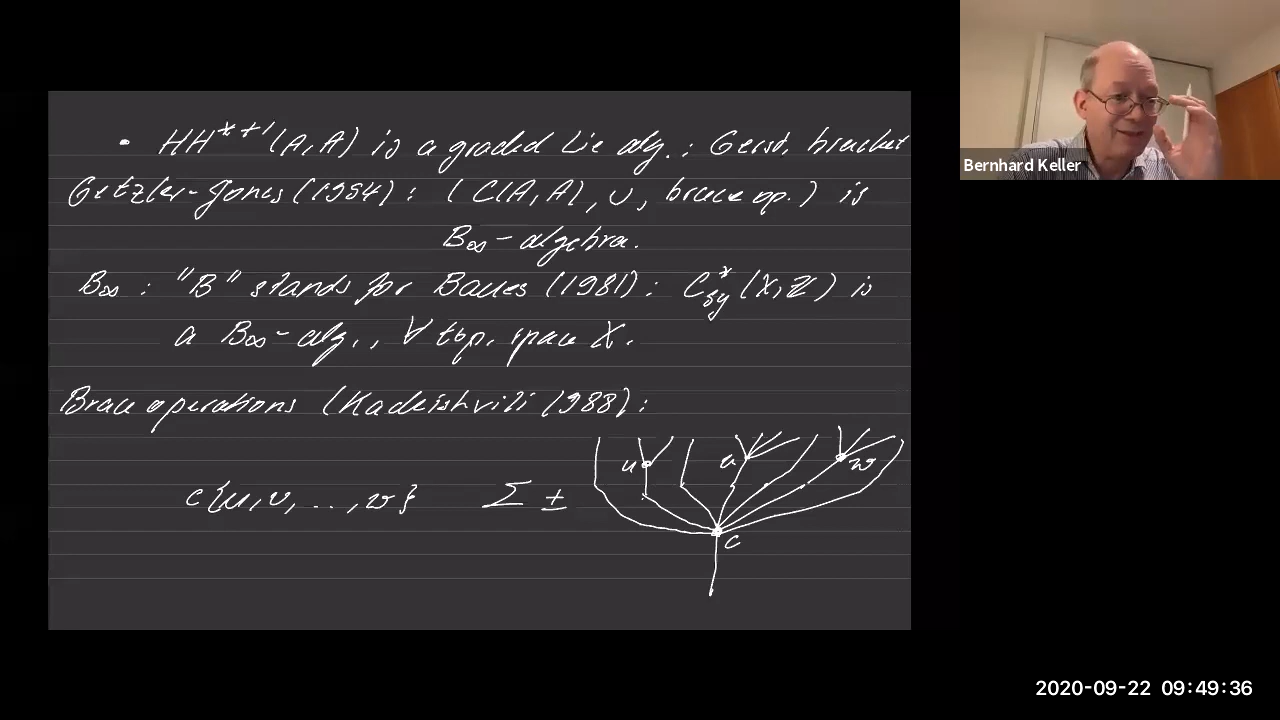 • HH^{*+1}(A,A) is a graded Lie alg. : Gerst. bracket
Getzler-Jones (1994) : (C(A,A), ∪, brace op.) is
B∞-algebra.
B∞ : "B" stands for Baues (1981) : C*_{sg}(X,ℤ) is
a B∞-alg., ∀ top. space X.
Brace operations (Kadeishvili 1988) :
c{u,v,...,w} Σ ±
u u w
c
Bernhard Keller
2020-09-22 09:49:36